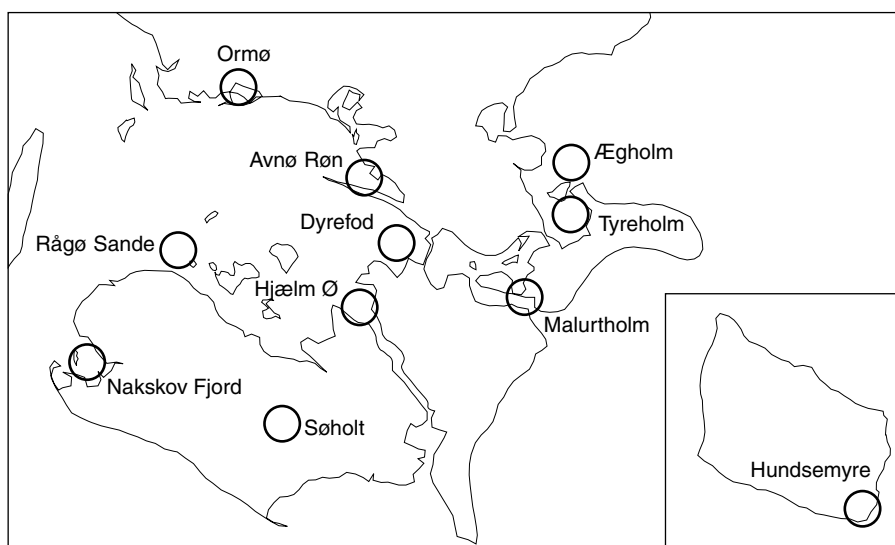 Ormø
Avnø Røn
Ægholm
Dyrefod
Tyreholm
Rågø Sande
Hjælm Ø
Malurtholm
Nakskov Fjord
Søholt
Hundsemyre